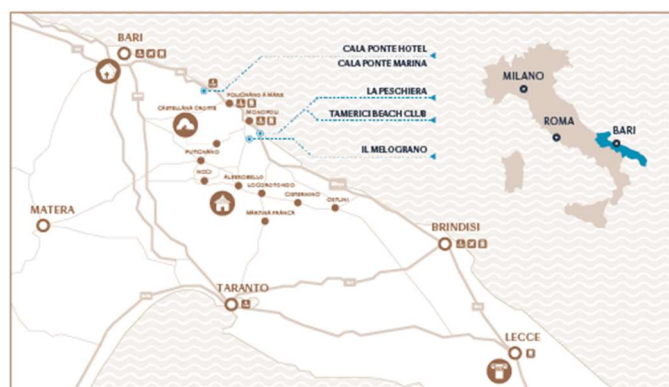 BARI
CALA PONTE HOTEL
CALA PONTE MARINA
LA PESCHIERA
TAMERICI BEACH CLUB
IL MELOGRANO
MILANO
ROMA
BARI
POLIGNANO A MARE
CASTELLANA GROTTE
MONOPOLI
PUTIGNANO
NOCI
ALBEROBELLO
LOCOROTONDO
CISTERNINO
OSTUNI
MARTINA FRANCA
MATERA
BRINDISI
TARANTO
LECCE